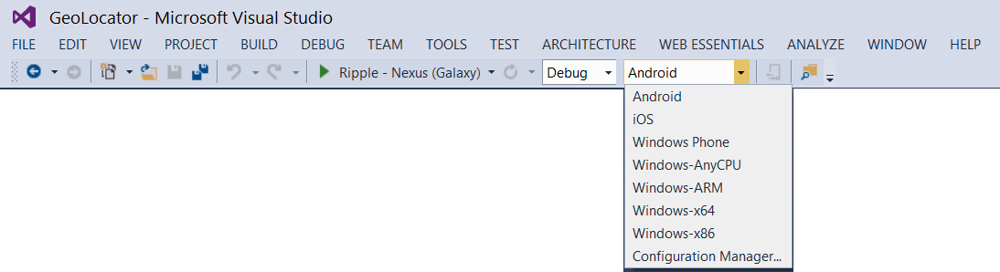 GeoLocator - Microsoft Visual Studio
FILE EDIT VIEW PROJECT BUILD DEBUG TEAM TOOLS TEST ARCHITECTURE WEB ESSENTIALS ANALYZE WINDOW HELP
Ripple - Nexus (Galaxy) Debug Android
Android
iOS
Windows Phone
Windows-AnyCPU
Windows-ARM
Windows-x64
Windows-x86
Configuration Manager...